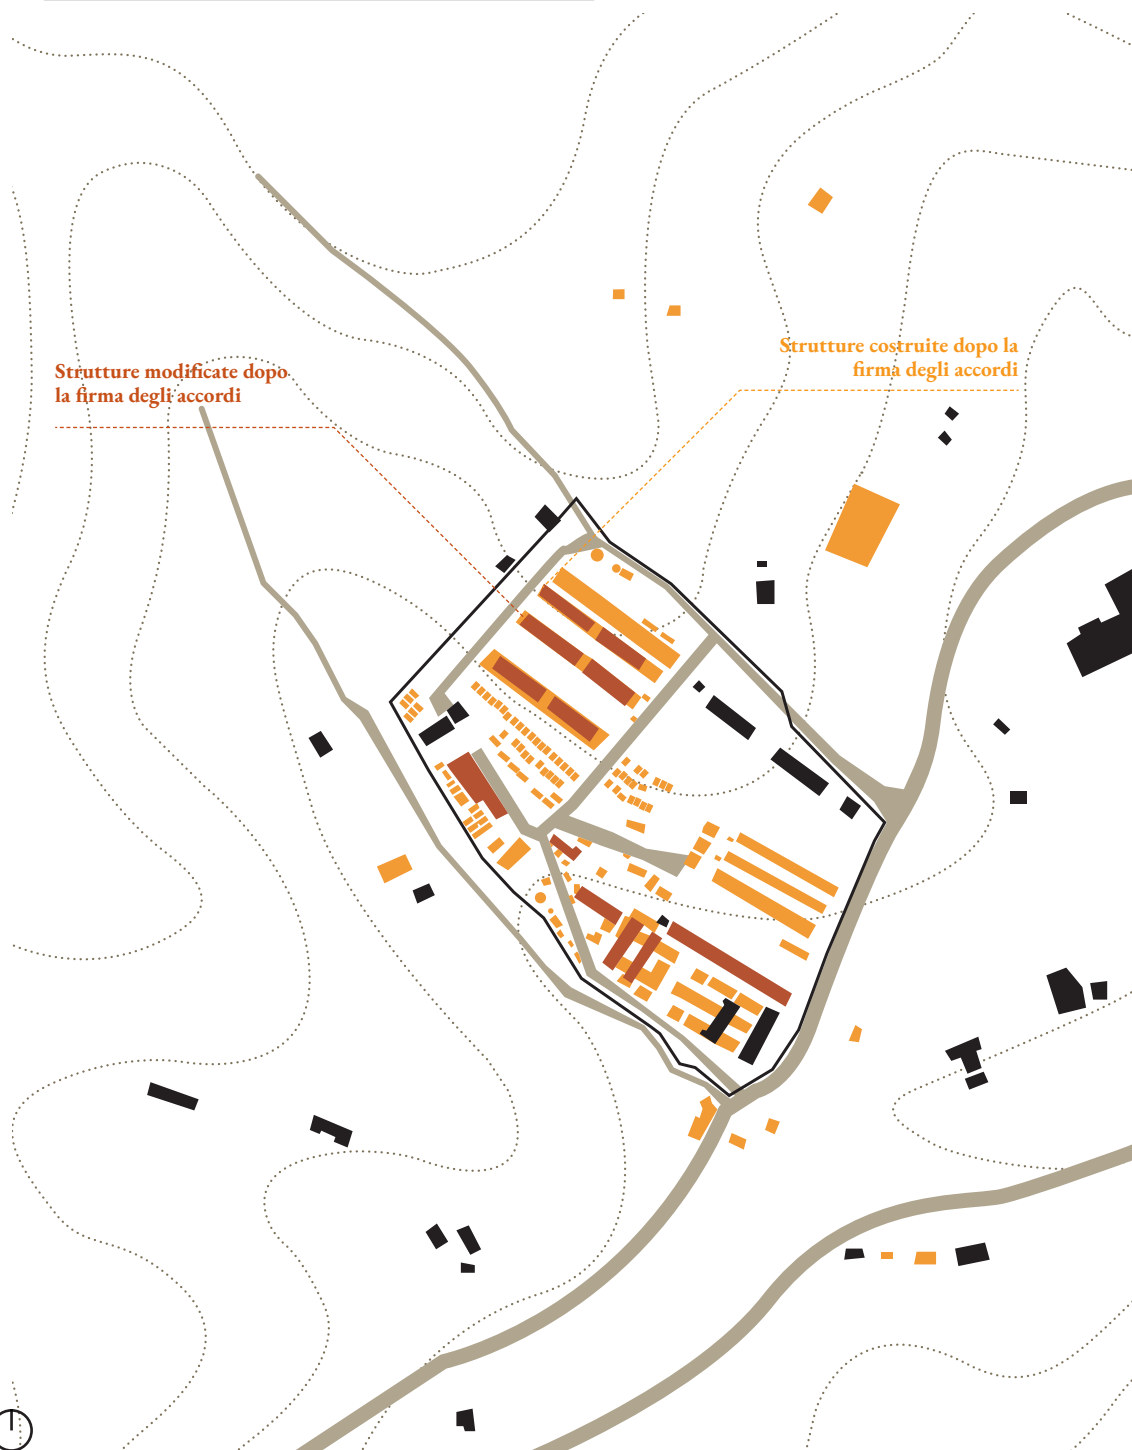 Strutture modificate dopo
la firma degli accordi
Strutture costruite dopo la
firma degli accordi